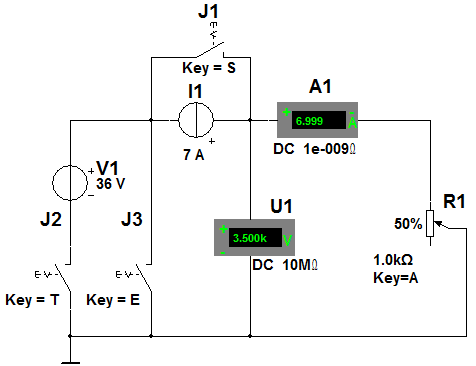 J1
Key = S
I1
+
7 A
A1
+ 6.999 - A
DC 1e-009Ω
V1
+
36 V
-
J2
J3
U1
+
3.500k V
-
DC 10MΩ
R1
50%
1.0kΩ
Key=A
Key = T
Key = E